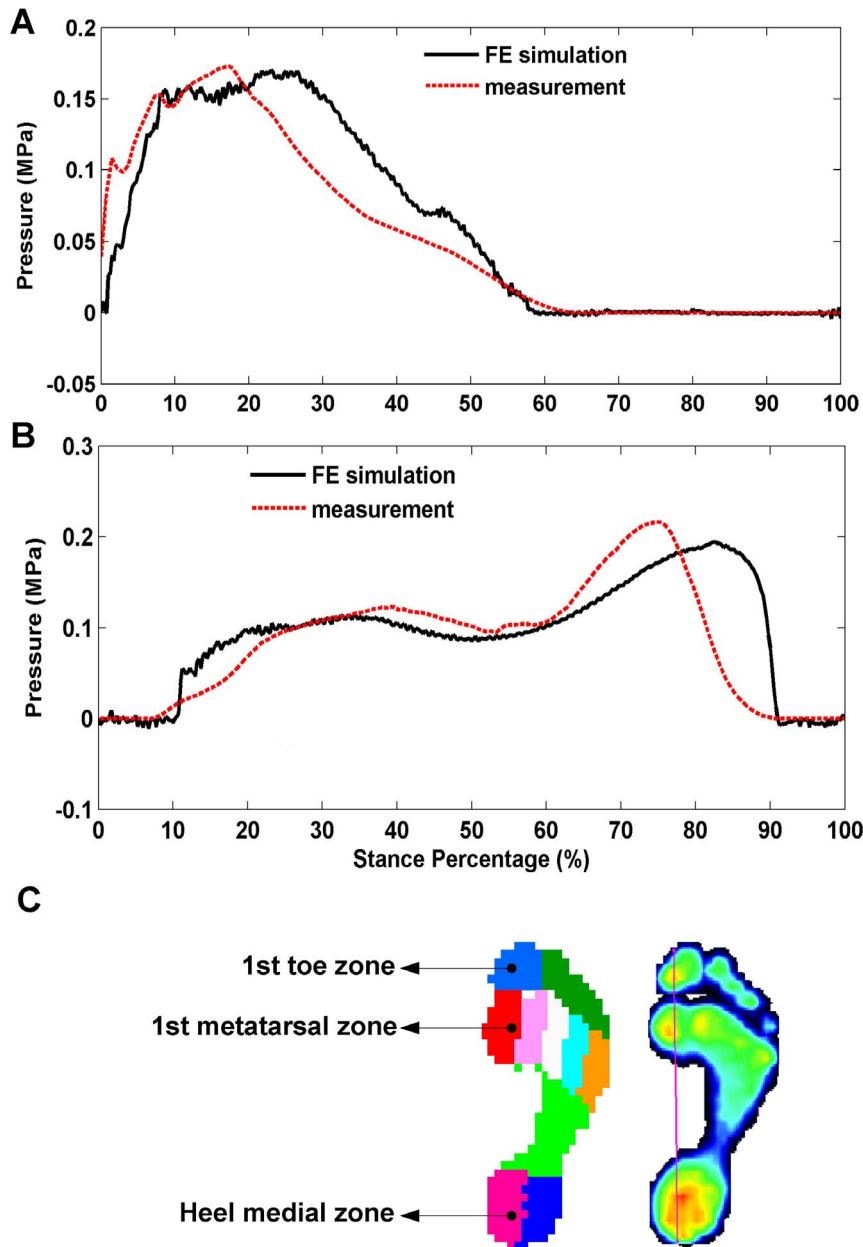 A
0.2
0.15
0.1
0.05
0
-0.05
Pressure (MPa)
FE simulation
measurement
0 10 20 30 40 50 60 70 80 90 100
B
0.3
0.2
0.1
0
-0.1
Pressure (MPa)
FE simulation
measurement
0 10 20 30 40 50 60 70 80 90 100
Stance Percentage (%)
C
1st toe zone
1st metatarsal zone
Heel medial zone